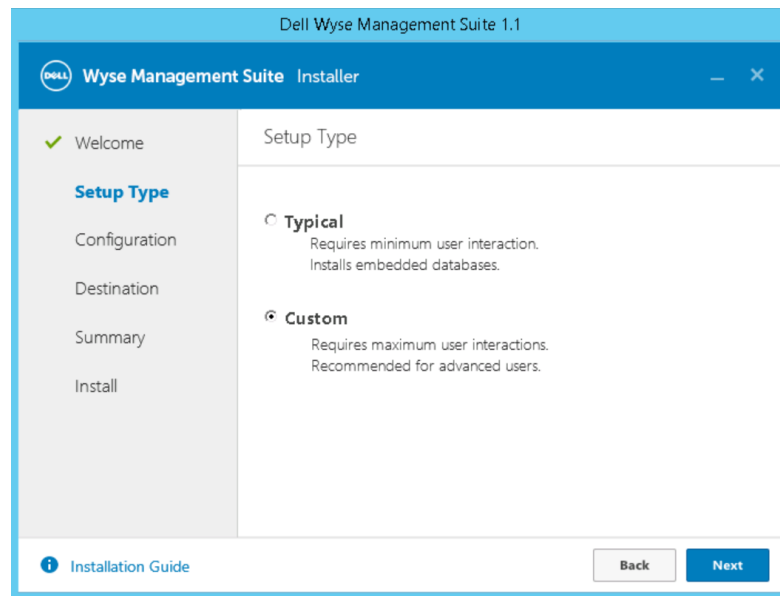 Dell Wyse Management Suite 1.1
DELL Wyse Management Suite Installer
Welcome
Setup Type
Configuration
Destination
Summary
Install
Setup Type
Typical
Requires minimum user interaction.
Installs embedded databases.
Custom
Requires maximum user interactions.
Recommended for advanced users.
Installation Guide
Back
Next